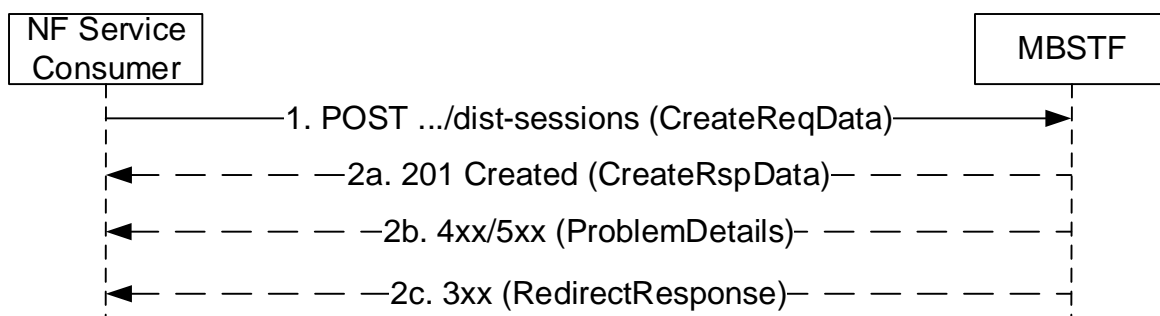 NF Service
Consumer
MBSTF
1. POST .../dist-sessions (CreateReqData)
2a. 201 Created (CreateRspData)
2b. 4xx/5xx (ProblemDetails)
2c. 3xx (RedirectResponse)